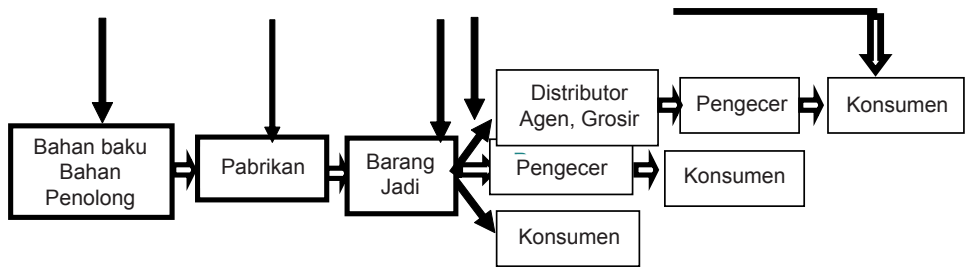 Bahan baku
Bahan
Penolong
Pabrikan
Barang
Jadi
Distributor
Agen, Grosir
Pengecer
Konsumen
Pengecer
Konsumen
Konsumen